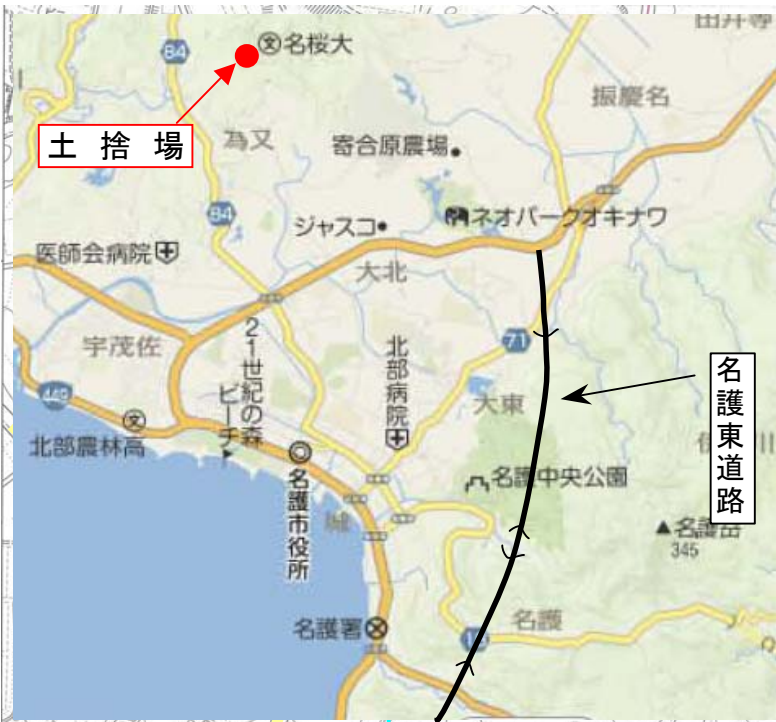 84
名桜大
土 捨 場
為又
振慶名
寄合原農場
84
ジャスコ
ネオパークオキナワ
医師会病院
大北
宇茂佐
21世紀の森
ビーチ
北部病院
71
名護東道路
大東
449
北部農林高
名護市役所
城
名護中央公園
名護岳
345
名護署
名護
18